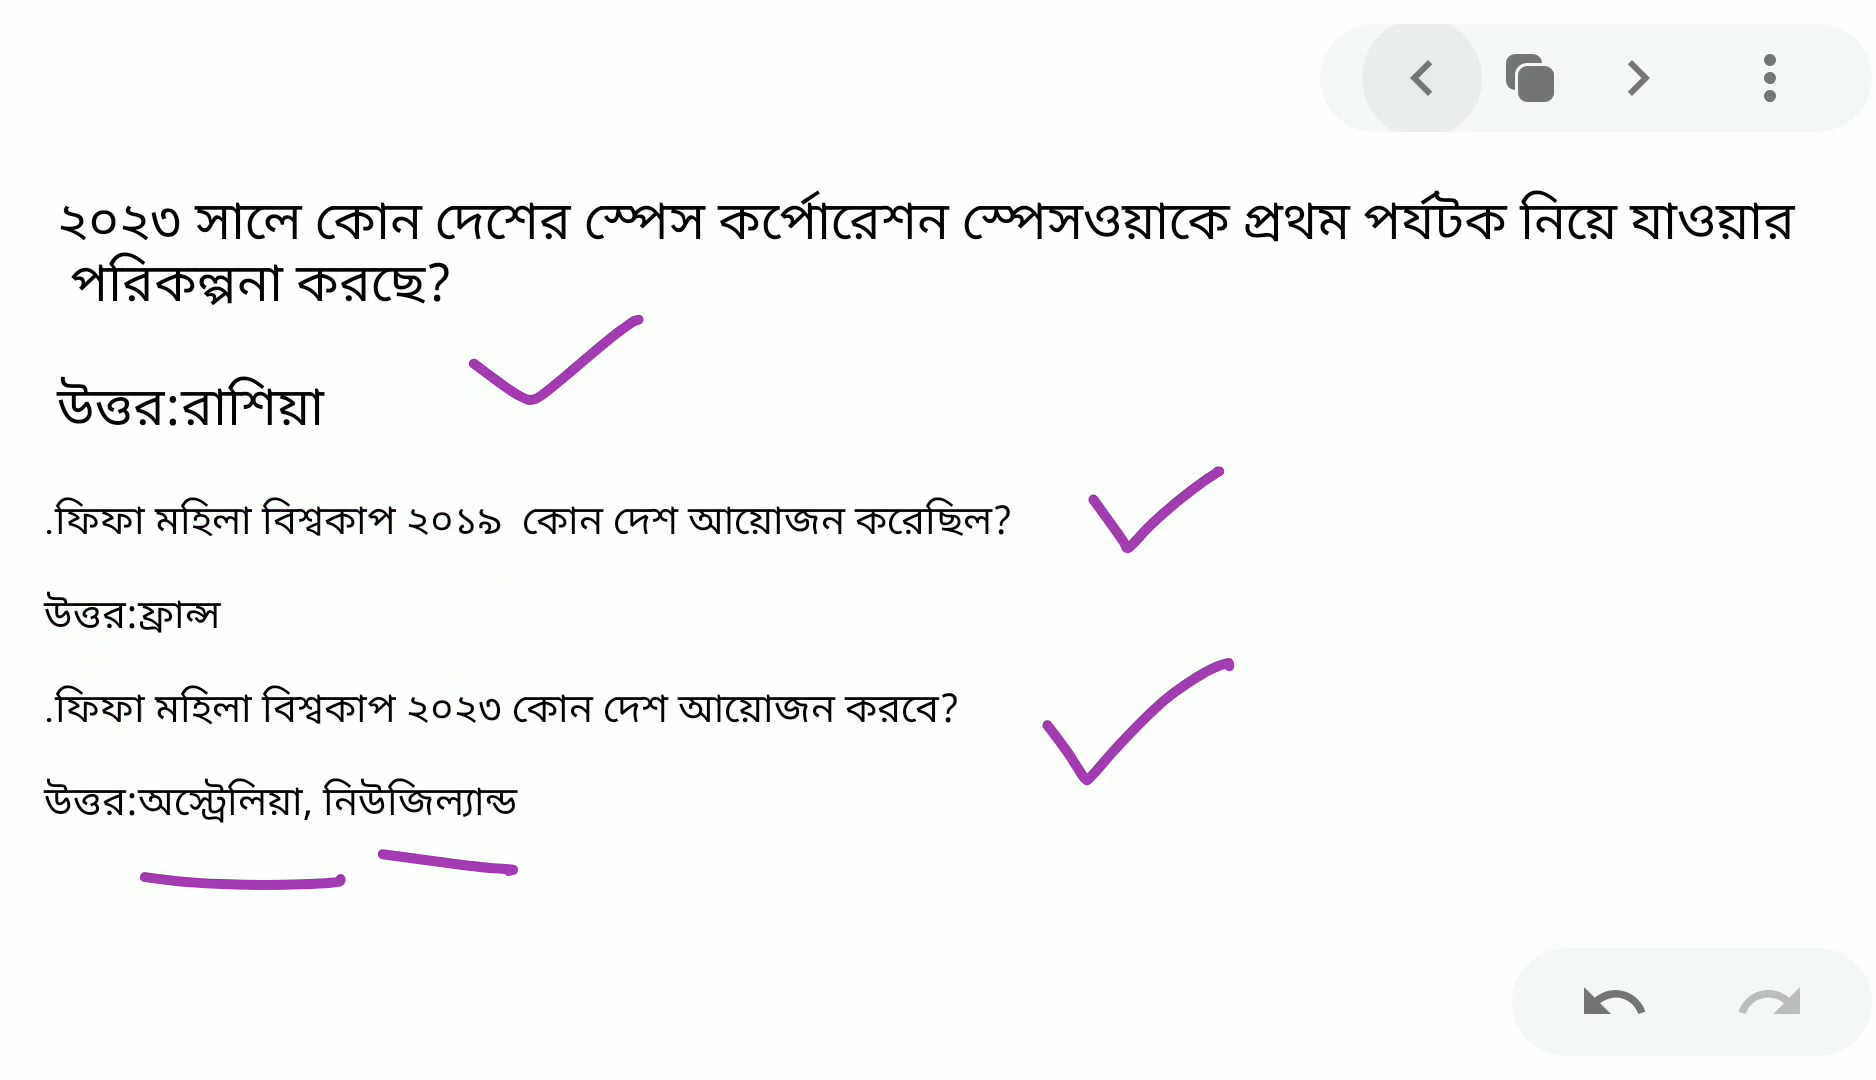 ২০২৩ সালে কোন দেশের স্পেস কর্পোরেশন স্পেসওয়াকে প্রথম পর্যটক নিয়ে যাওয়ার
পরিকল্পনা করছে?
উত্তর:রাশিয়া
.ফিফা মহিলা বিশ্বকাপ ২০১৯ কোন দেশ আয়োজন করেছিল?
উত্তর:ফ্রান্স
.ফিফা মহিলা বিশ্বকাপ ২০২৩ কোন দেশ আয়োজন করবে?
উত্তর:অস্ট্রেলিয়া, নিউজিল্যান্ড